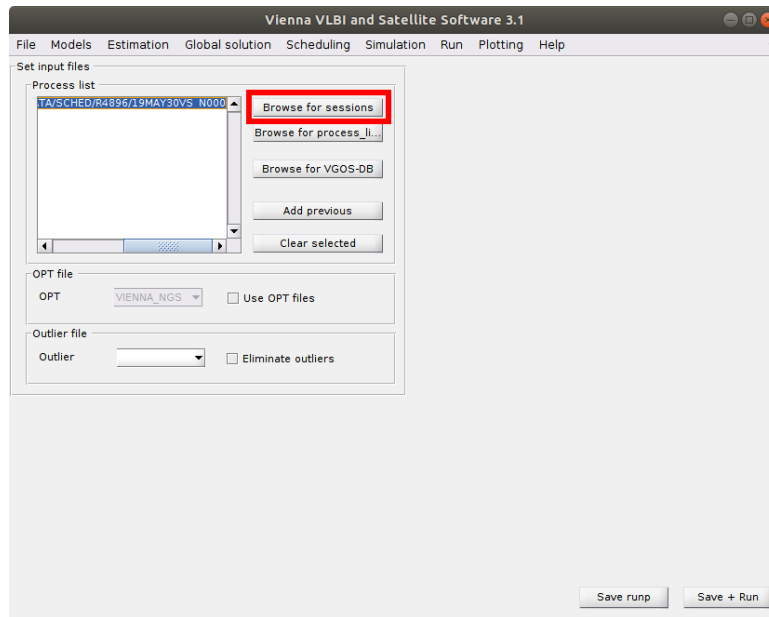 Vienna VLBI and Satellite Software 3.1
File Models Estimation Global solution Scheduling Simulation Run Plotting Help
Set input files
Process list
TA/SCHED/R4896/19MAY30VS_N000
Browse for sessions
Browse for process_li...
Browse for VGOS-DB
Add previous
Clear selected
OPT file
OPT VIENNA_NGS Use OPT files
Outlier file
Outlier Eliminate outliers
Save runp Save + Run